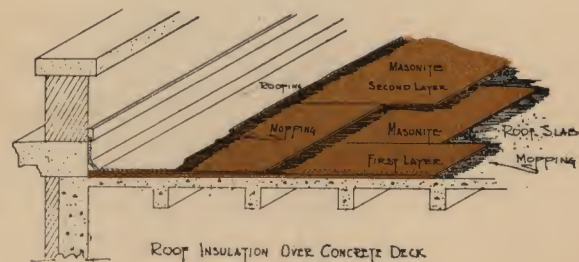 ROOFING
MASONITE
SECOND LAYER
MOPPING
MASONITE
FIRST LAYER
ROOF SLAB
MOPPING
ROOF INSULATION OVER CONCRETE DECK